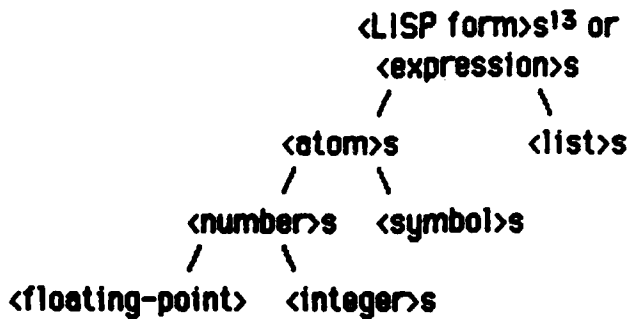 <LISP form>s13 or
<expression>s
<atom>s <list>s
<number>s <symbol>s
<floating-point> <integer>s